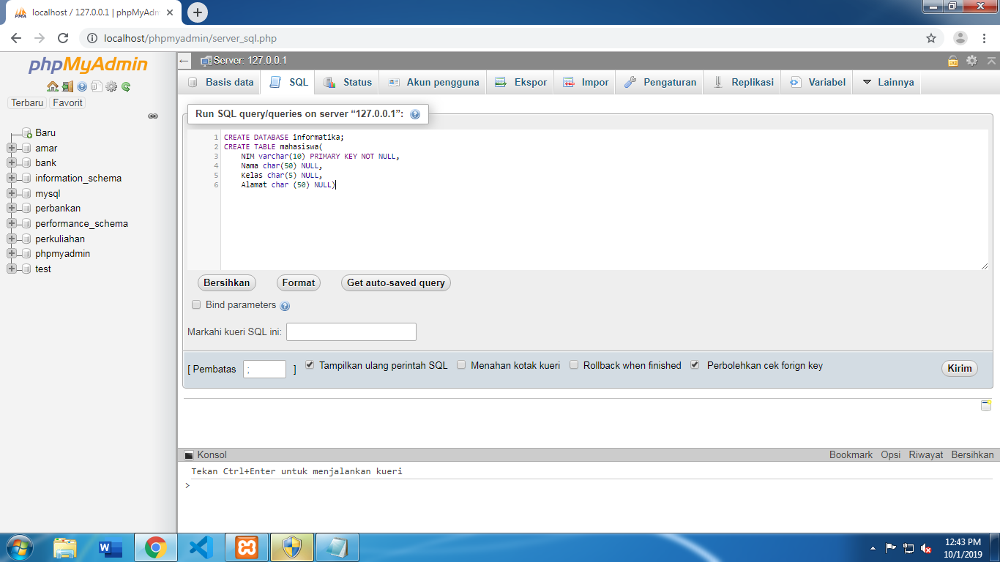 PMA
localhost / 127.0.0.1 | phpMyAdm
localhost/phpmyadmin/server_sql.php
phpMyAdmin
Terbaru
Favorit
Baru
amar
bank
information_schema
mysql
perbankan
performance_schema
perkuliahan
phpmyadmin
test
Server: 127.0.0.1
Basis data
SQL
Status
Akun pengguna
Ekspor
Impor
Pengaturan
Replikasi
Variabel
Lainnya
Run SQL query/queries on server “127.0.0.1”:
1 CREATE DATABASE informatika;
2 CREATE TABLE mahasiswa(
3 NIM varchar(10) PRIMARY KEY NOT NULL,
4 Nama char(50) NULL,
5 Kelas char(5) NULL,
6 Alamat char (50) NULL)
Bersihkan
Format
Get auto-saved query
Bind parameters
Markahi kueri SQL ini:
[ Pembatas ; ]
Tampilkan ulang perintah SQL
Menahan kotak kueri
Rollback when finished
Perbolehkan cek forign key
Kirim
Konsol
Bookmark
Opsi
Riwayat
Bersihkan
Tekan Ctrl+Enter untuk menjalankan kueri
>
12:43 PM
10/1/2019